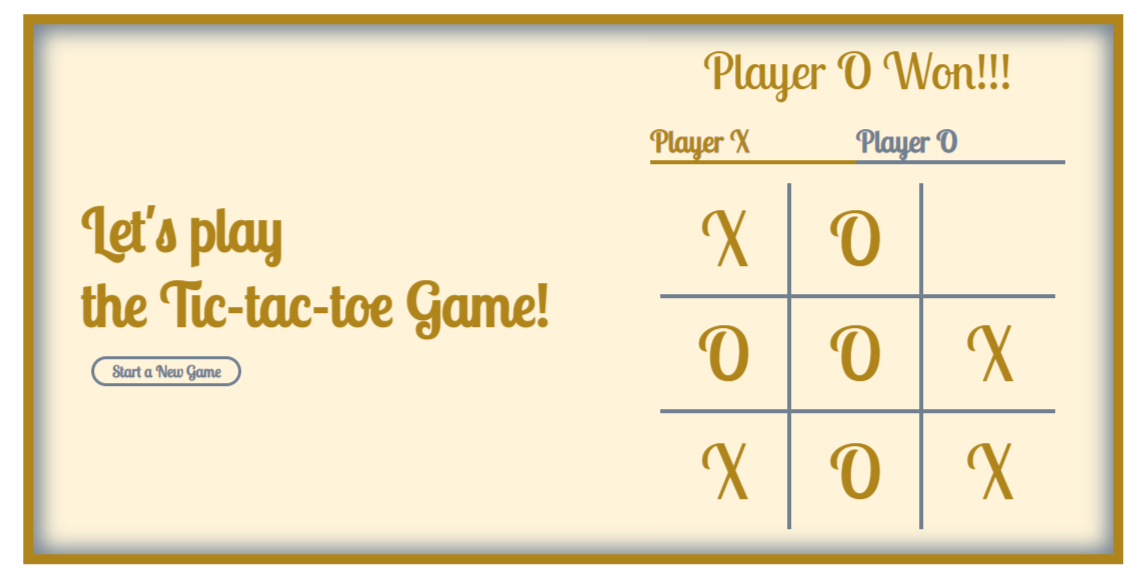 Let's play
the Tic-tac-toe Game!
Start a New Game
Player O Won!!!
Player X Player O
X O
O O X
X O X